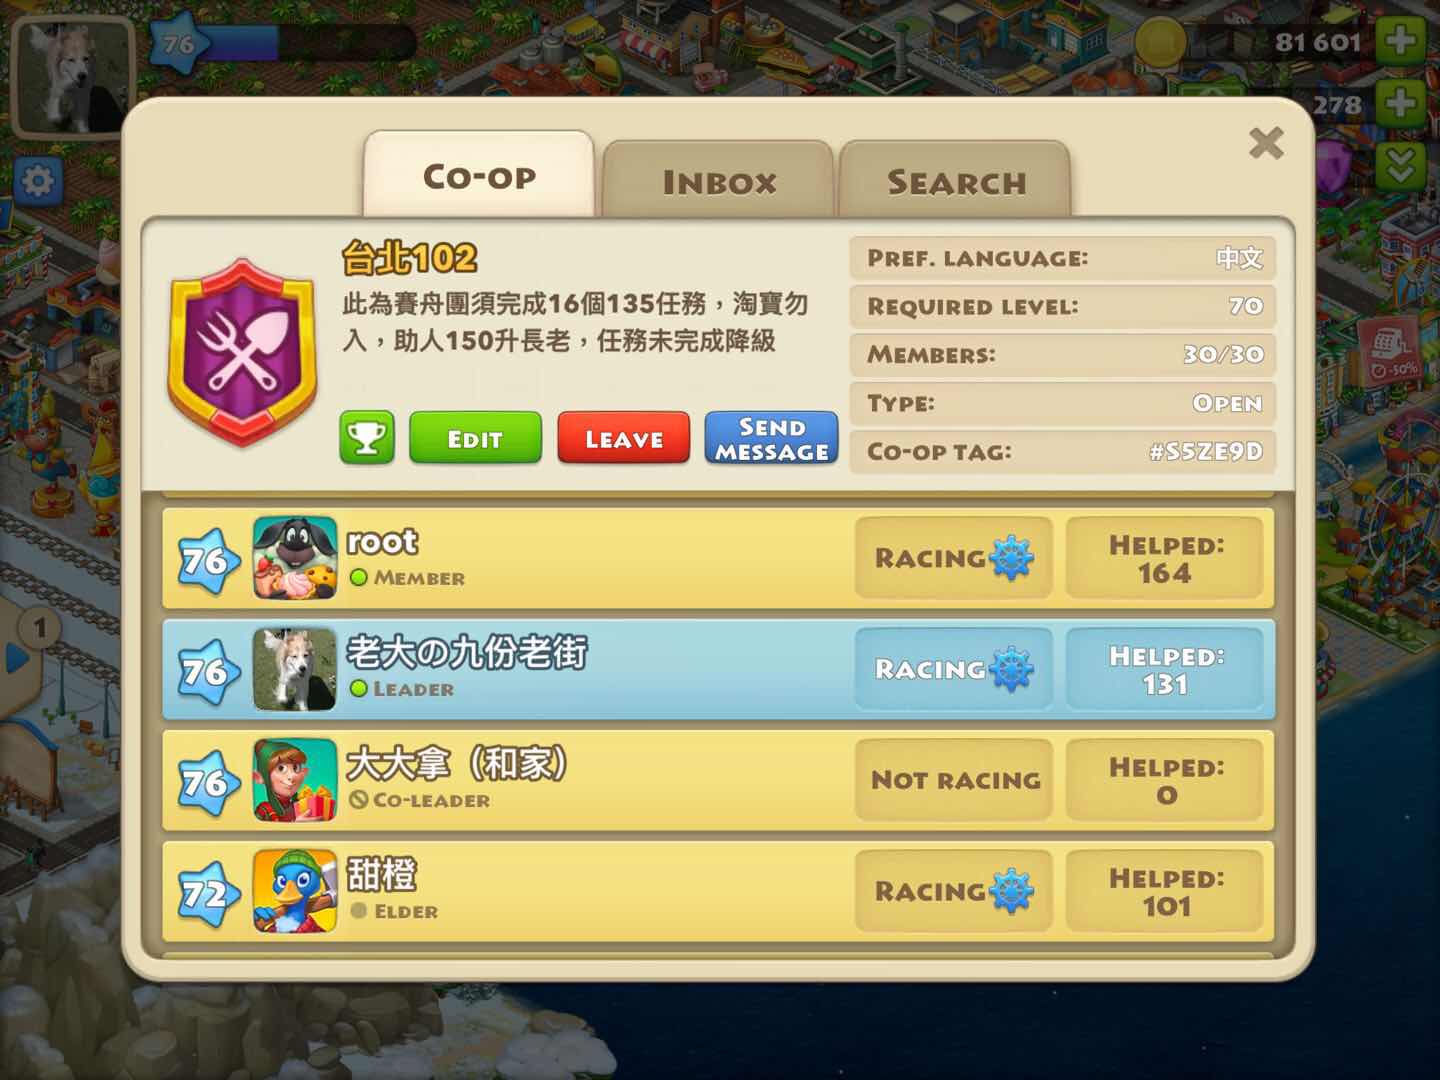 76
81 601
278
Co-op
Inbox
Search
台北102
此為賽舟團須完成16個135任務，淘寶勿
入，助人150升長老，任務未完成降級
Edit
Leave
Send
message
Pref. language: 中文
Required level: 70
Members: 30/30
Type: Open
Co-op tag: #S5ZE9D
-50%
1
76
root
Member
Racing
Helped:
164
76
老大の九份老街
Leader
Racing
Helped:
131
76
大大拿（和家）
Co-leader
Not racing
Helped:
0
72
甜橙
Elder
Racing
Helped:
101